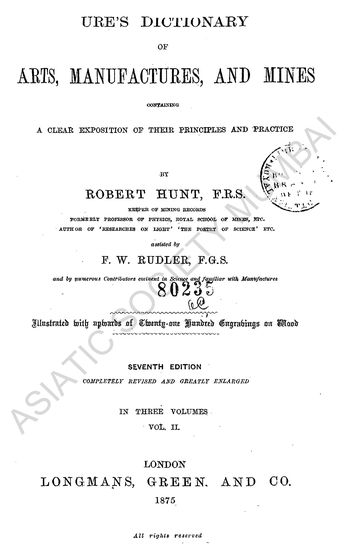 URE'S DICTIONARY
OF
ARTS, MANUFACTURES, AND MINES
CONTAINING
A CLEAR EXPOSITION OF THEIR PRINCIPLES AND PRACTICE
BY
ROBERT HUNT, F.R.S.
KEEPER OF MINING RECORDS
FORMERLY PROFESSOR OF PHYSICS, ROYAL SCHOOL OF MINES, ETC.
AUTHOR OF 'RESEARCHES ON LIGHT' 'THE POETRY OF SCIENCE' ETC.
assisted by
F. W. RUDLER, F.G.S.
and by numerous Contributors eminent in Science and familiar with Manufactures
80235
Illustrated with upwards of Twenty-one Hundred Engravings on Wood
SEVENTH EDITION
COMPLETELY REVISED AND GREATLY ENLARGED
IN THREE VOLUMES
VOL. II.
LONDON
LONGMANS, GREEN, AND CO.
1875
All rights reserved
ASIATIC SOCIETY MUMBAI